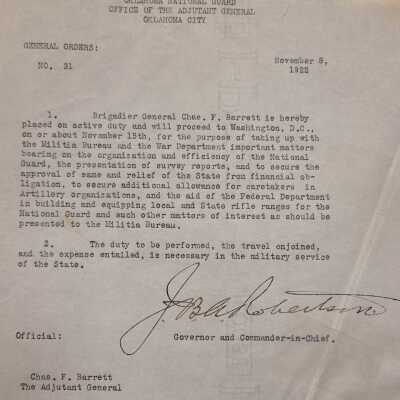 OKLAHOMA NATIONAL GUARD
OFFICE OF THE ADJUTANT GENERAL
OKLAHOMA CITY
GENERAL ORDERS:
NO. 31
November 8,
1922
1. Brigadier General Chas. F. Barrett is hereby
placed on active duty and will proceed to Washington, D.C.,
on or about November 15th, for the purpose of taking up with
the Militia Bureau and the War Department important matters
bearing on the organization and efficiency of the National
Guard, the presentation of survey reports, and to secure the
approval of same and relief of the State from financial ob-
ligation, to secure additional allowance for caretakers in
Artillery organizations, and the aid of the Federal Department
in building and equipping local and State rifle ranges for the
National Guard and such other matters of interest as should be
presented to the Militia Bureau.
2. The duty to be performed, the travel enjoined,
and the expense entailed, is necessary in the military service
of the State.
J.B.A. Robertson
Governor and Commander-in-Chief.
Official:
Chas. F. Barrett
The Adjutant General